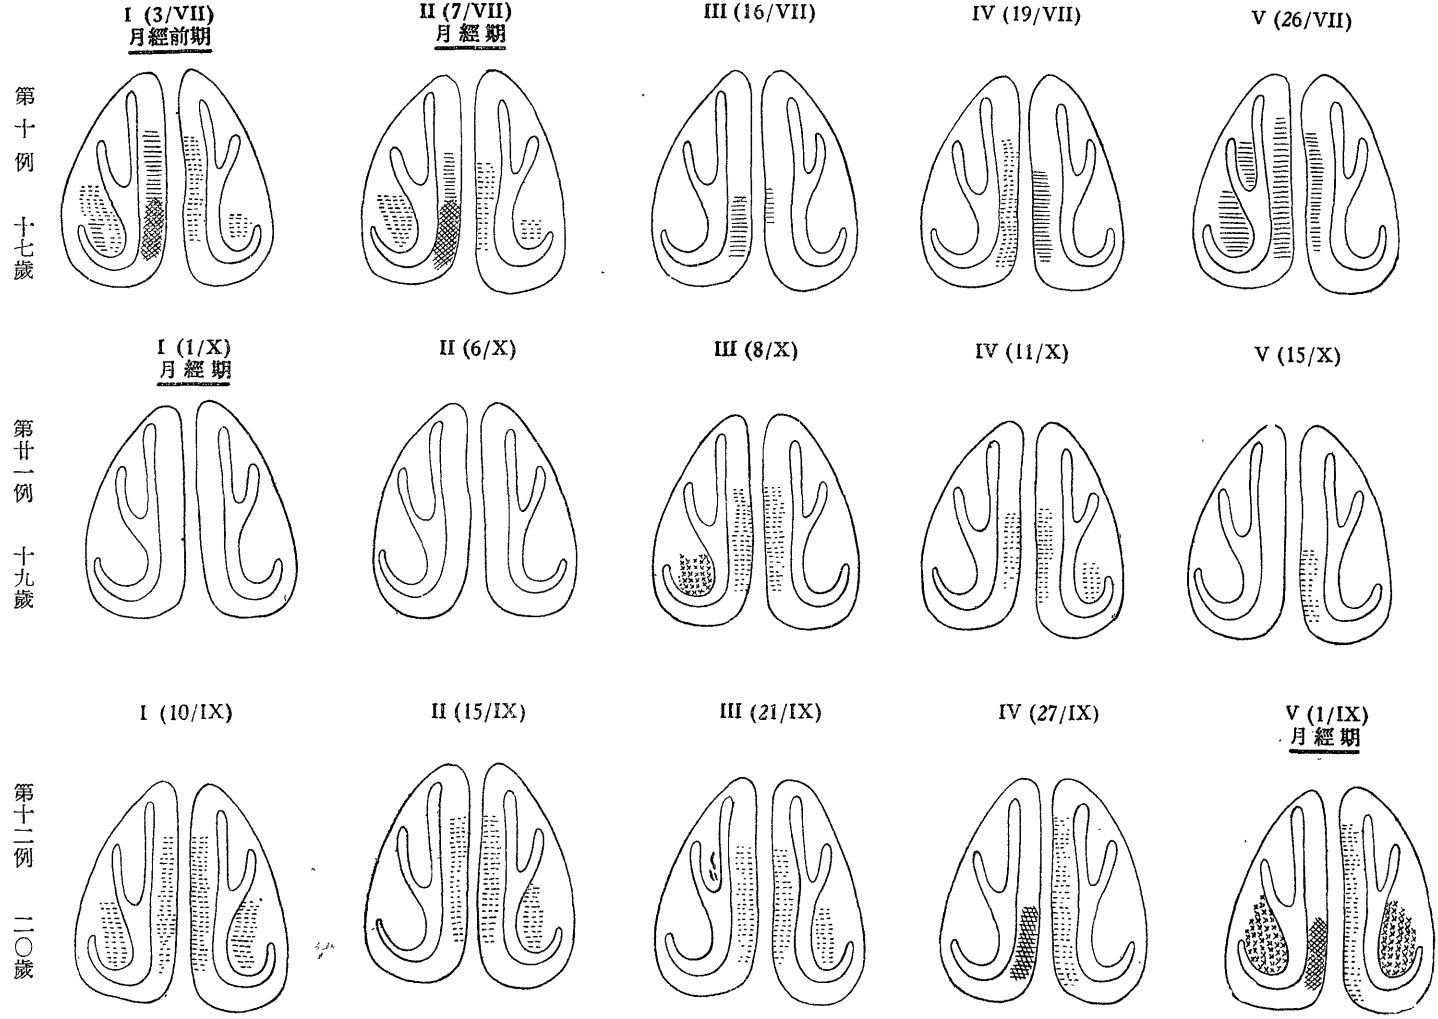 I (3/VII)
月經前期
II (7/VII)
月經期
III (16/VII)
IV (19/VII)
V (26/VII)
第十例 十七歲
I (1/X)
月經期
II (6/X)
III (8/X)
IV (11/X)
V (15/X)
第廿一例 十九歲
I (10/IX)
II (15/IX)
III (21/IX)
IV (27/IX)
V (1/IX)
月經期
第十二例 二〇歲